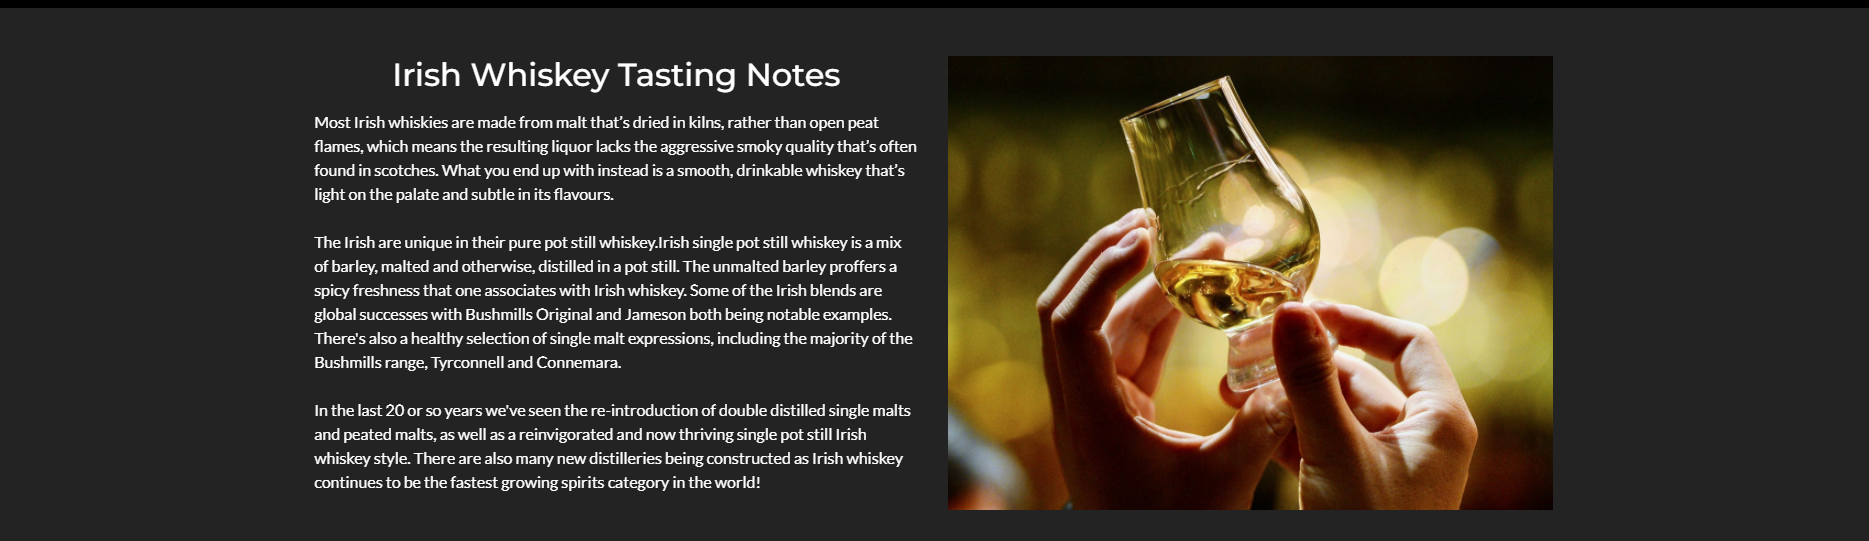 Irish Whiskey Tasting Notes
Most Irish whiskies are made from malt that's dried in kilns, rather than open peat
flames, which means the resulting liquor lacks the aggressive smoky quality that's often
found in scotches. What you end up with instead is a smooth, drinkable whiskey that's
light on the palate and subtle in its flavours.
The Irish are unique in their pure pot still whiskey.Irish single pot still whiskey is a mix
of barley, malted and otherwise, distilled in a pot still. The unmalted barley proffers a
spicy freshness that one associates with Irish whiskey. Some of the Irish blends are
global successes with Bushmills Original and Jameson both being notable examples.
There's also a healthy selection of single malt expressions, including the majority of the
Bushmills range, Tyrconnell and Connemara.
In the last 20 or so years we've seen the re-introduction of double distilled single malts
and peated malts, as well as a reinvigorated and now thriving single pot still Irish
whiskey style. There are also many new distilleries being constructed as Irish whiskey
continues to be the fastest growing spirits category in the world!